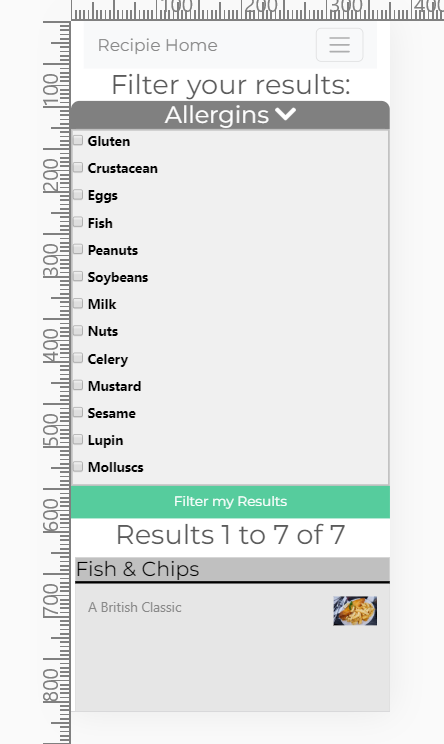 100 200 300 400
Recipie Home
Filter your results:
Allergins
Gluten
Crustacean
Eggs
Fish
Peanuts
Soybeans
Milk
Nuts
Celery
Mustard
Sesame
Lupin
Molluscs
Filter my Results
Results 1 to 7 of 7
Fish & Chips
A British Classic
100
200
300
400
500
600
700
800